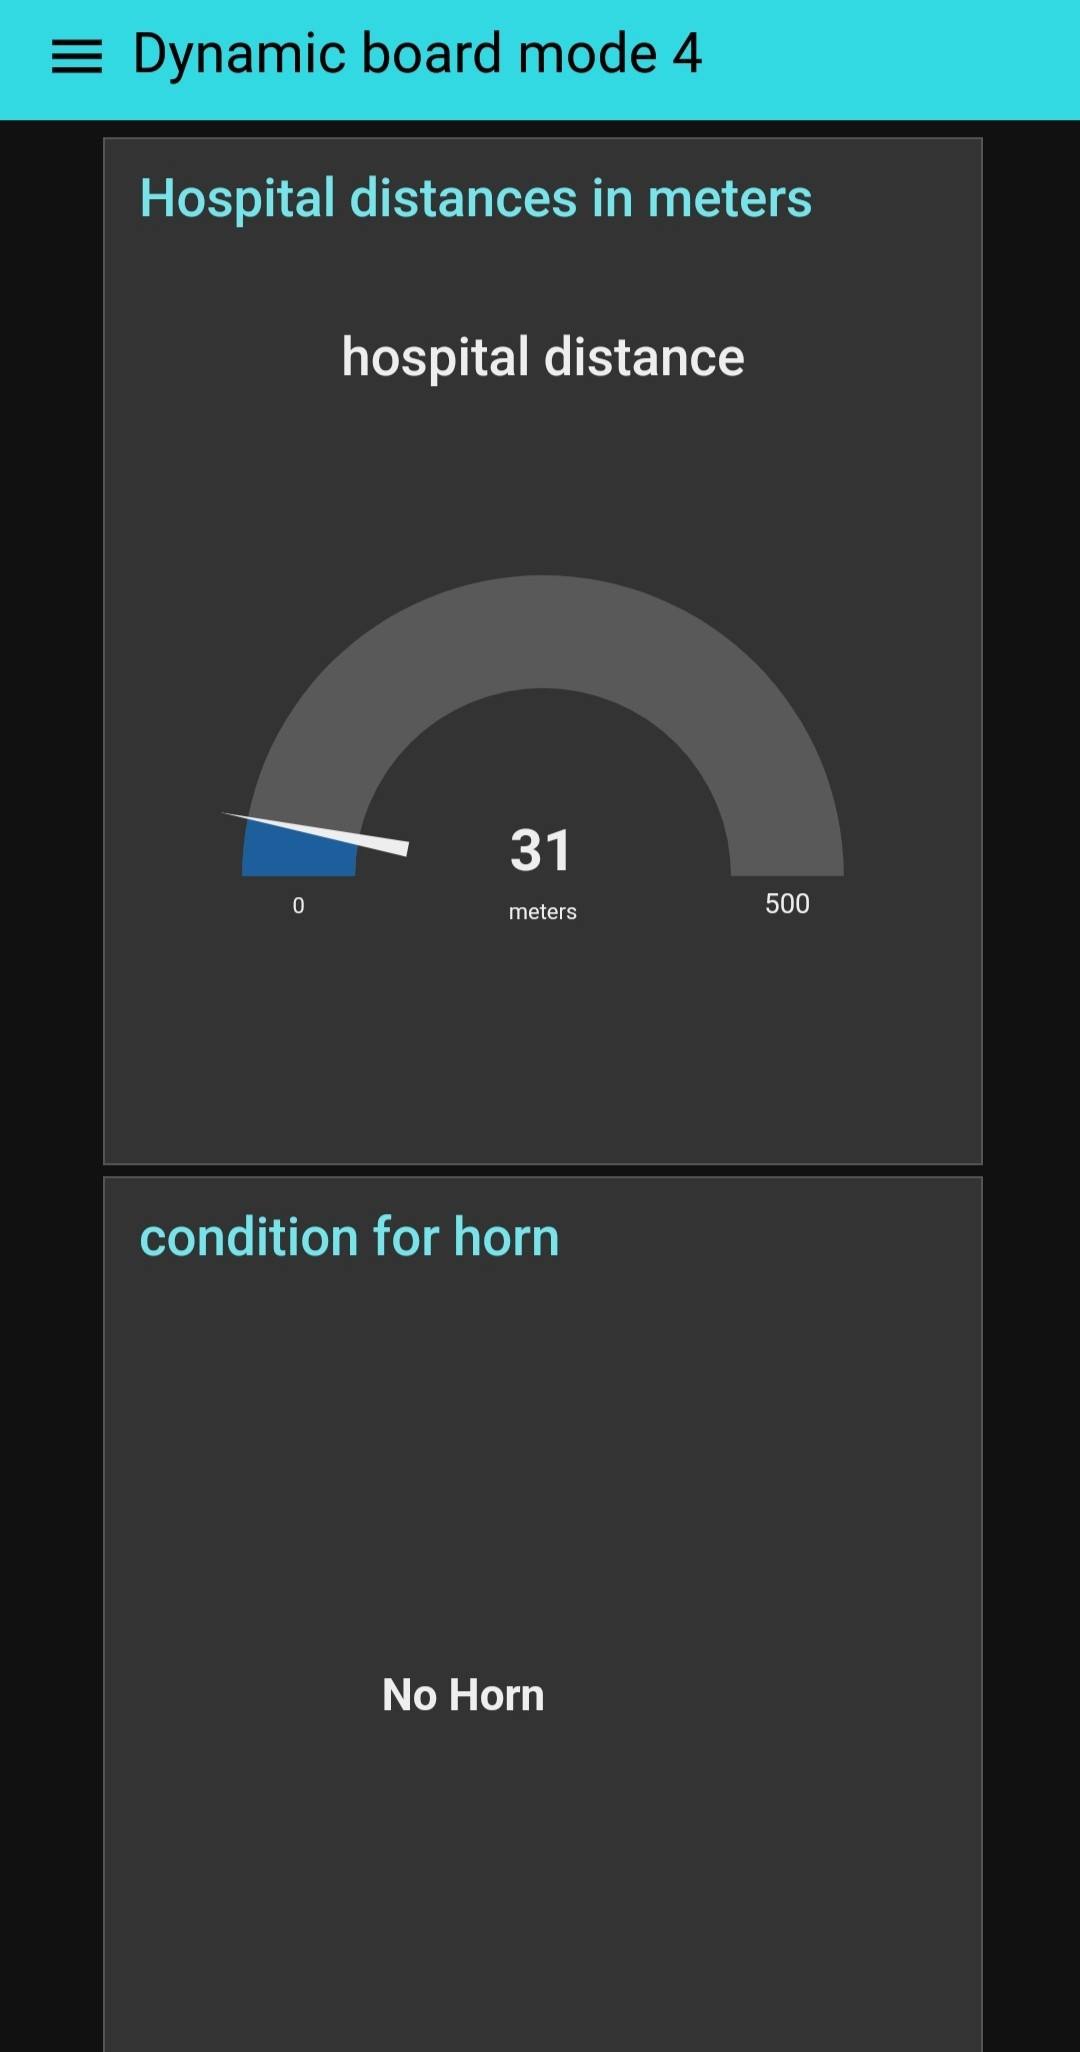 Dynamic board mode 4
Hospital distances in meters
hospital distance
31
0
meters
500
condition for horn
No Horn